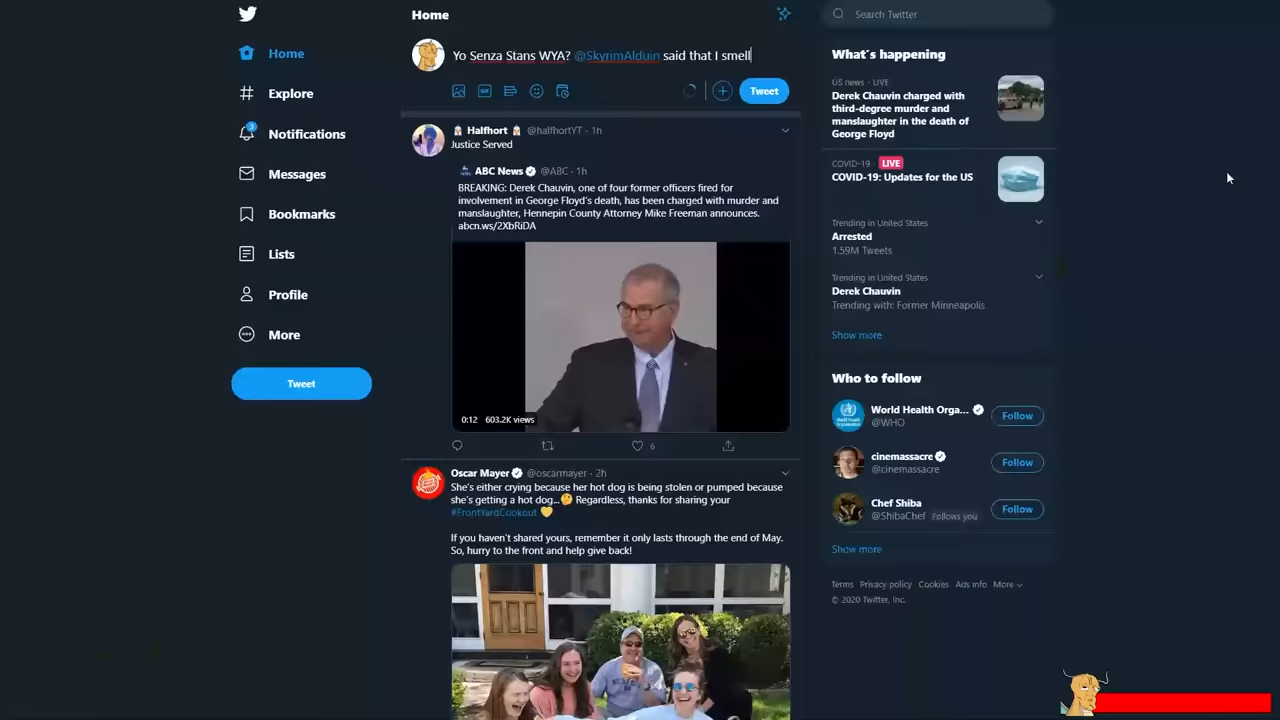 Home
Explore
Notifications
3
Messages
Bookmarks
Lists
Profile
More
Tweet
Home
Yo Senza Stans WYA? @SkyrimAlduin said that I smell
GIF
Tweet
Halfhort @halfhortYT · 1h
Justice Served
ABC News @ABC · 1h
BREAKING: Derek Chauvin, one of four former officers fired for
involvement in George Floyd's death, has been charged with murder and
manslaughter, Hennepin County Attorney Mike Freeman announces.
abcn.ws/2XbRiDA
0:12 603.2K views
6
Oscar Mayer @oscarmayer · 2h
She's either crying because her hot dog is being stolen or pumped because
she's getting a hot dog...🤔 Regardless, thanks for sharing your
#FrontYardCookout 💛
If you haven't shared yours, remember it only lasts through the end of May.
So, hurry to the front and help give back!
Search Twitter
What's happening
US news · LIVE
Derek Chauvin charged with
third-degree murder and
manslaughter in the death of
George Floyd
COVID-19 · LIVE
COVID-19: Updates for the US
Trending in United States
Arrested
1.59M Tweets
Trending in United States
Derek Chauvin
Trending with: Former Minneapolis
Show more
Who to follow
World Health Orga...
@WHO
Follow
cinemassacre
@cinemassacre
Follow
Chef Shiba
@ShibaChef Follows you
Follow
Show more
Terms Privacy policy Cookies Ads info More
© 2020 Twitter, Inc.